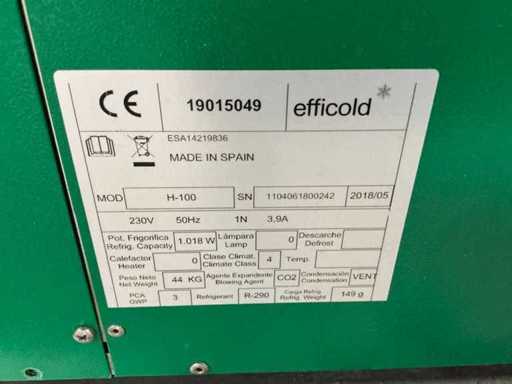 CE 19015049 efficold
ESA14219836
MADE IN SPAIN
MOD H-100 SN 1104061800242 2018/05
230V 50Hz 1N 3,9A
Pot. Frigorífica Refrig. Capacity 1.018 W Lámpara Lamp 0 Descarche Defrost
Calefactor Heater 0 Clase Climat. Climate Class 4 Temp.
Peso Neto Net Weight 44 KG Agente Expandente Blowing Agent CO2 Condensación Condensation VENT
PCA GWP 3 Refrigerant R-290 Carga Refrig. Refrig. Weight 149 g